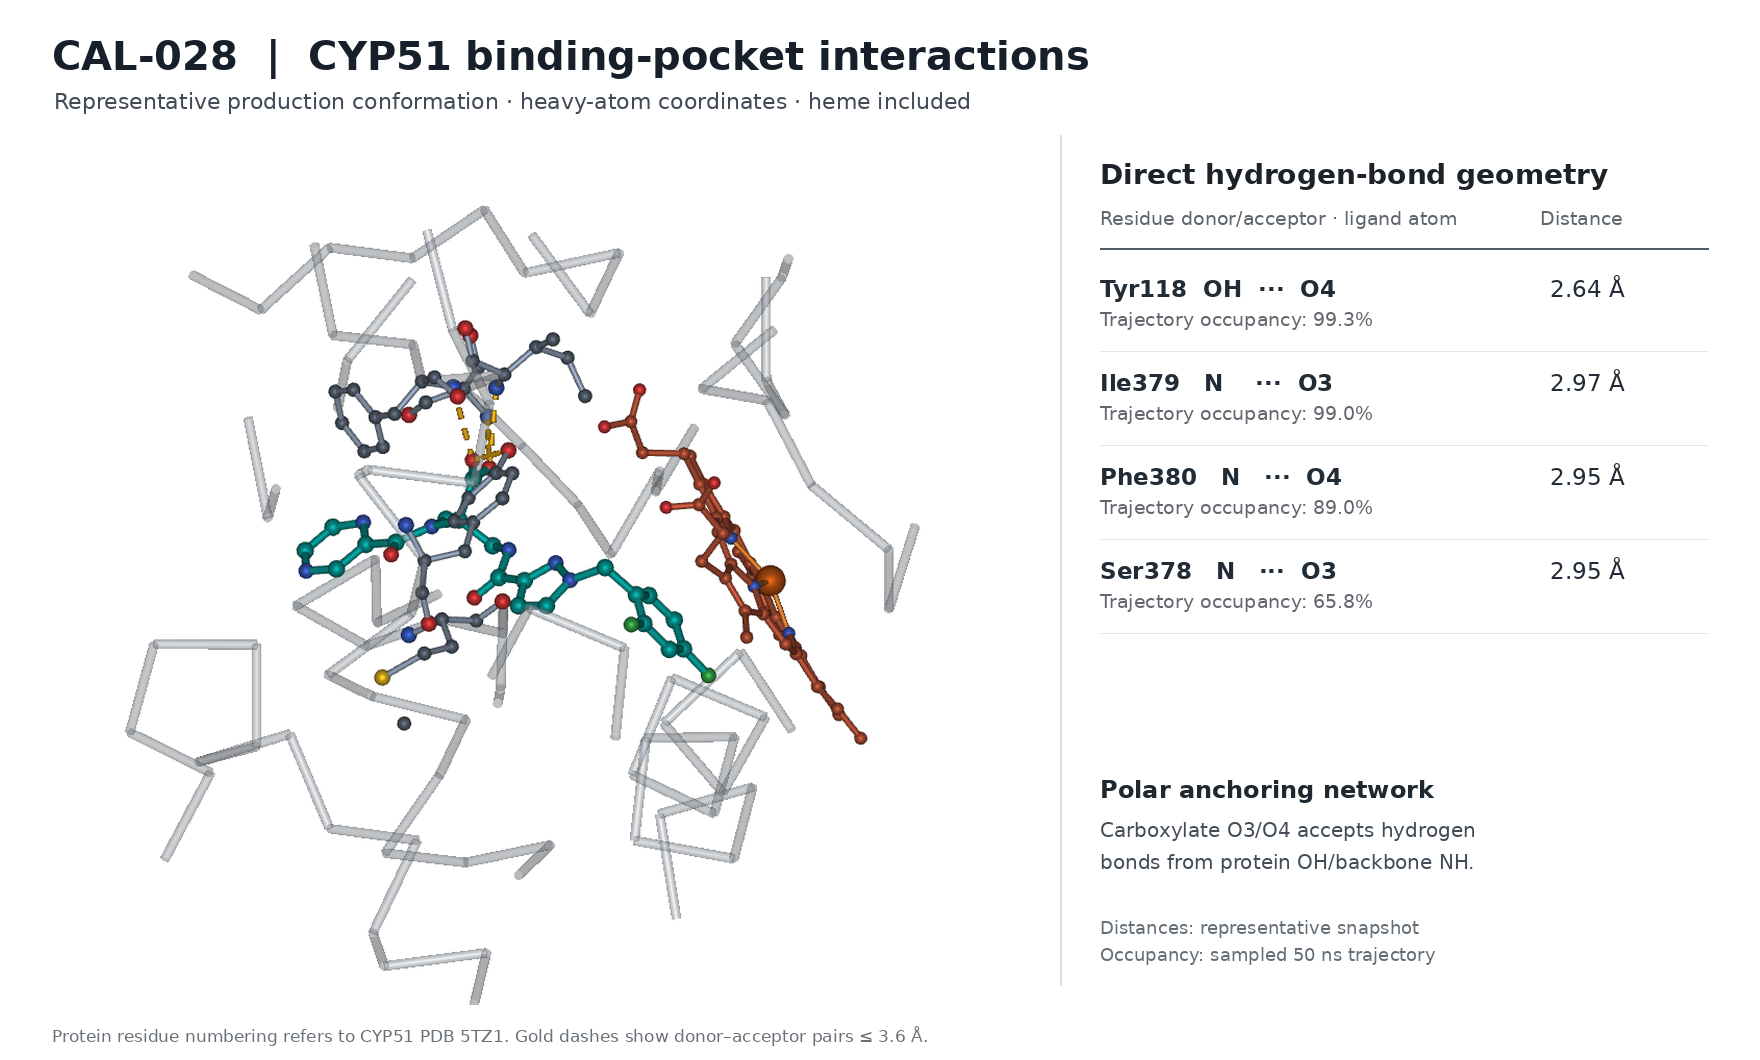 CAL-028 | CYP51 binding-pocket interactions
Representative production conformation · heavy-atom coordinates · heme included
Direct hydrogen-bond geometry
Residue donor/acceptor · ligand atom Distance
Tyr118 OH ··· O4 2.64 Å
Trajectory occupancy: 99.3%
Ile379 N ··· O3 2.97 Å
Trajectory occupancy: 99.0%
Phe380 N ··· O4 2.95 Å
Trajectory occupancy: 89.0%
Ser378 N ··· O3 2.95 Å
Trajectory occupancy: 65.8%
Polar anchoring network
Carboxylate O3/O4 accepts hydrogen
bonds from protein OH/backbone NH.
Distances: representative snapshot
Occupancy: sampled 50 ns trajectory
Protein residue numbering refers to CYP51 PDB 5TZ1. Gold dashes show donor–acceptor pairs ≤ 3.6 Å.